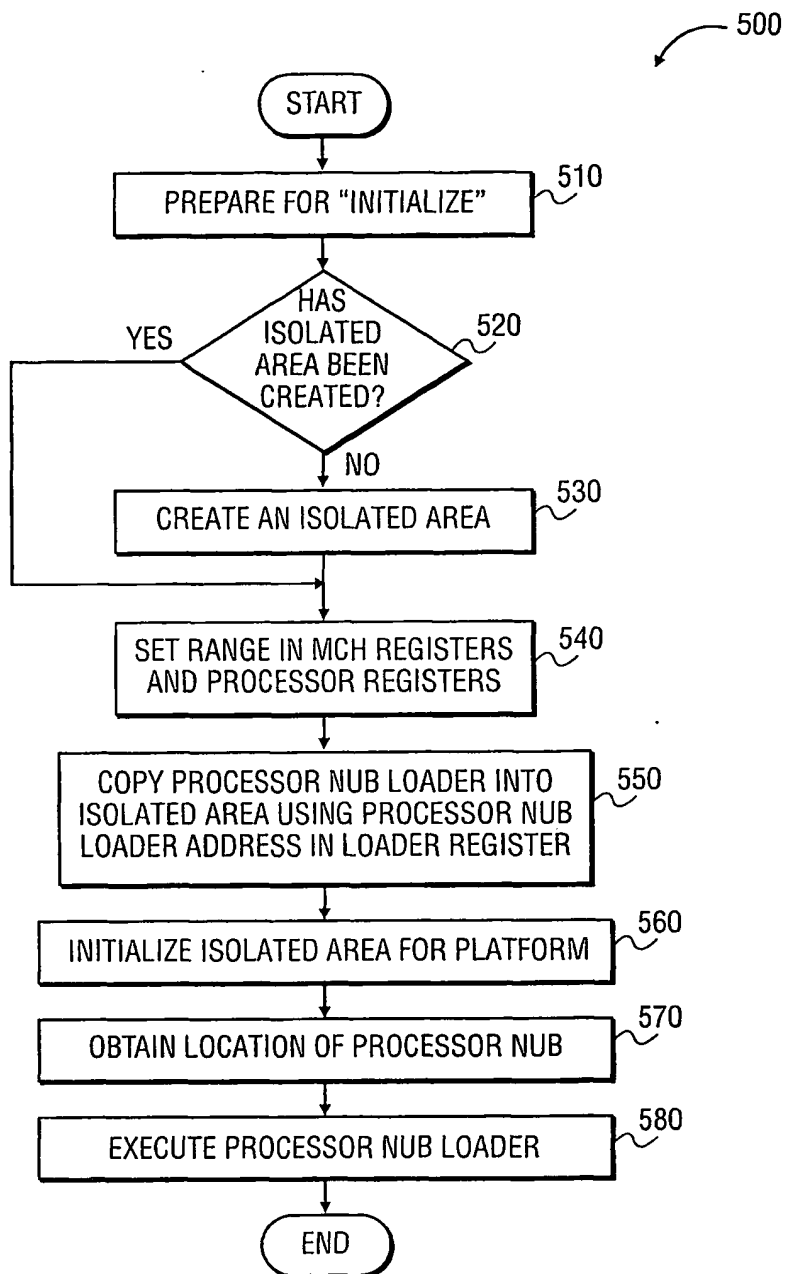 500
START
PREPARE FOR “INITIALIZE”
510
HAS
ISOLATED
AREA BEEN
CREATED?
520
YES
NO
CREATE AN ISOLATED AREA
530
SET RANGE IN MCH REGISTERS
AND PROCESSOR REGISTERS
540
COPY PROCESSOR NUB LOADER INTO
ISOLATED AREA USING PROCESSOR NUB
LOADER ADDRESS IN LOADER REGISTER
550
INITIALIZE ISOLATED AREA FOR PLATFORM
560
OBTAIN LOCATION OF PROCESSOR NUB
570
EXECUTE PROCESSOR NUB LOADER
580
END